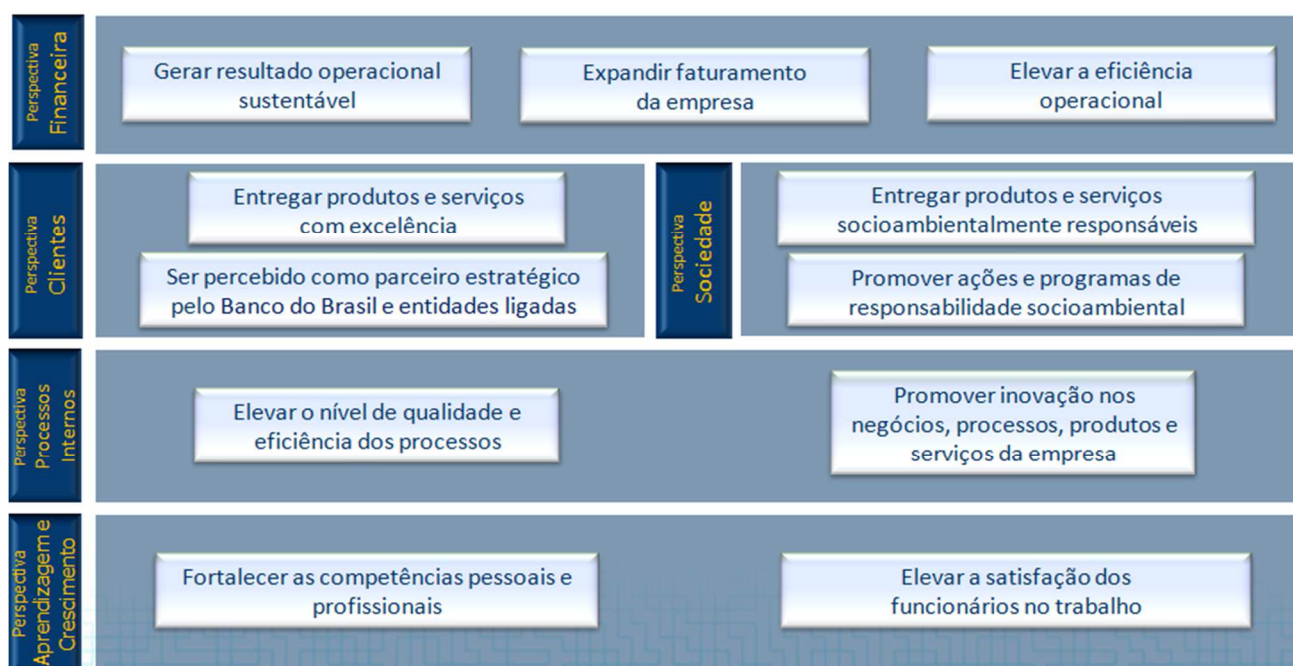 Perspectiva
Financeira
Gerar resultado operacional
sustentável
Expandir faturamento
da empresa
Elevar a eficiência
operacional
Perspectiva
Clientes
Entregar produtos e serviços
com excelência
Ser percebido como parceiro estratégico
pelo Banco do Brasil e entidades ligadas
Perspectiva
Sociedade
Entregar produtos e serviços
socioambientalmente responsáveis
Promover ações e programas de
responsabilidade socioambiental
Perspectiva
Processos
Internos
Elevar o nível de qualidade e
eficiência dos processos
Promover inovação nos
negócios, processos, produtos e
serviços da empresa
Perspectiva
Aprendizagem e
Crescimento
Fortalecer as competências pessoais e
profissionais
Elevar a satisfação dos
funcionários no trabalho